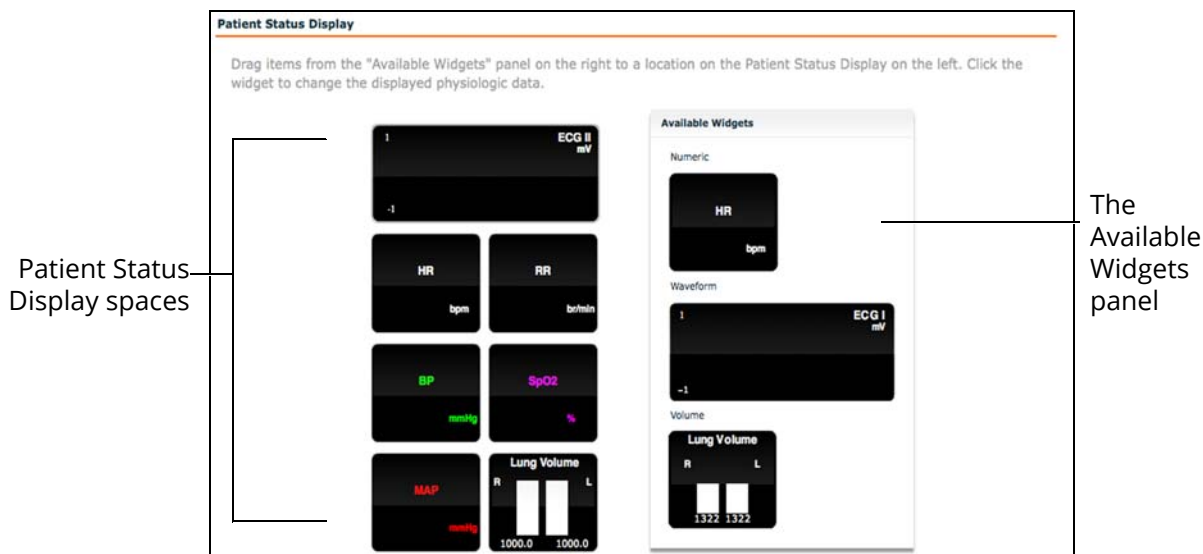 Patient Status Display
Drag items from the "Available Widgets" panel on the right to a location on the Patient Status Display on the left. Click the
widget to change the displayed physiologic data.
Patient Status
Display spaces
1
ECG II
mV
-1
HR
bpm
RR
br/min
BP
mmHg
SpO2
%
MAP
mmHg
Lung Volume
R L
1000.0 1000.0
Available Widgets
Numeric
HR
bpm
Waveform
1
ECG I
mV
-1
Volume
Lung Volume
R L
1322 1322
The
Available
Widgets
panel